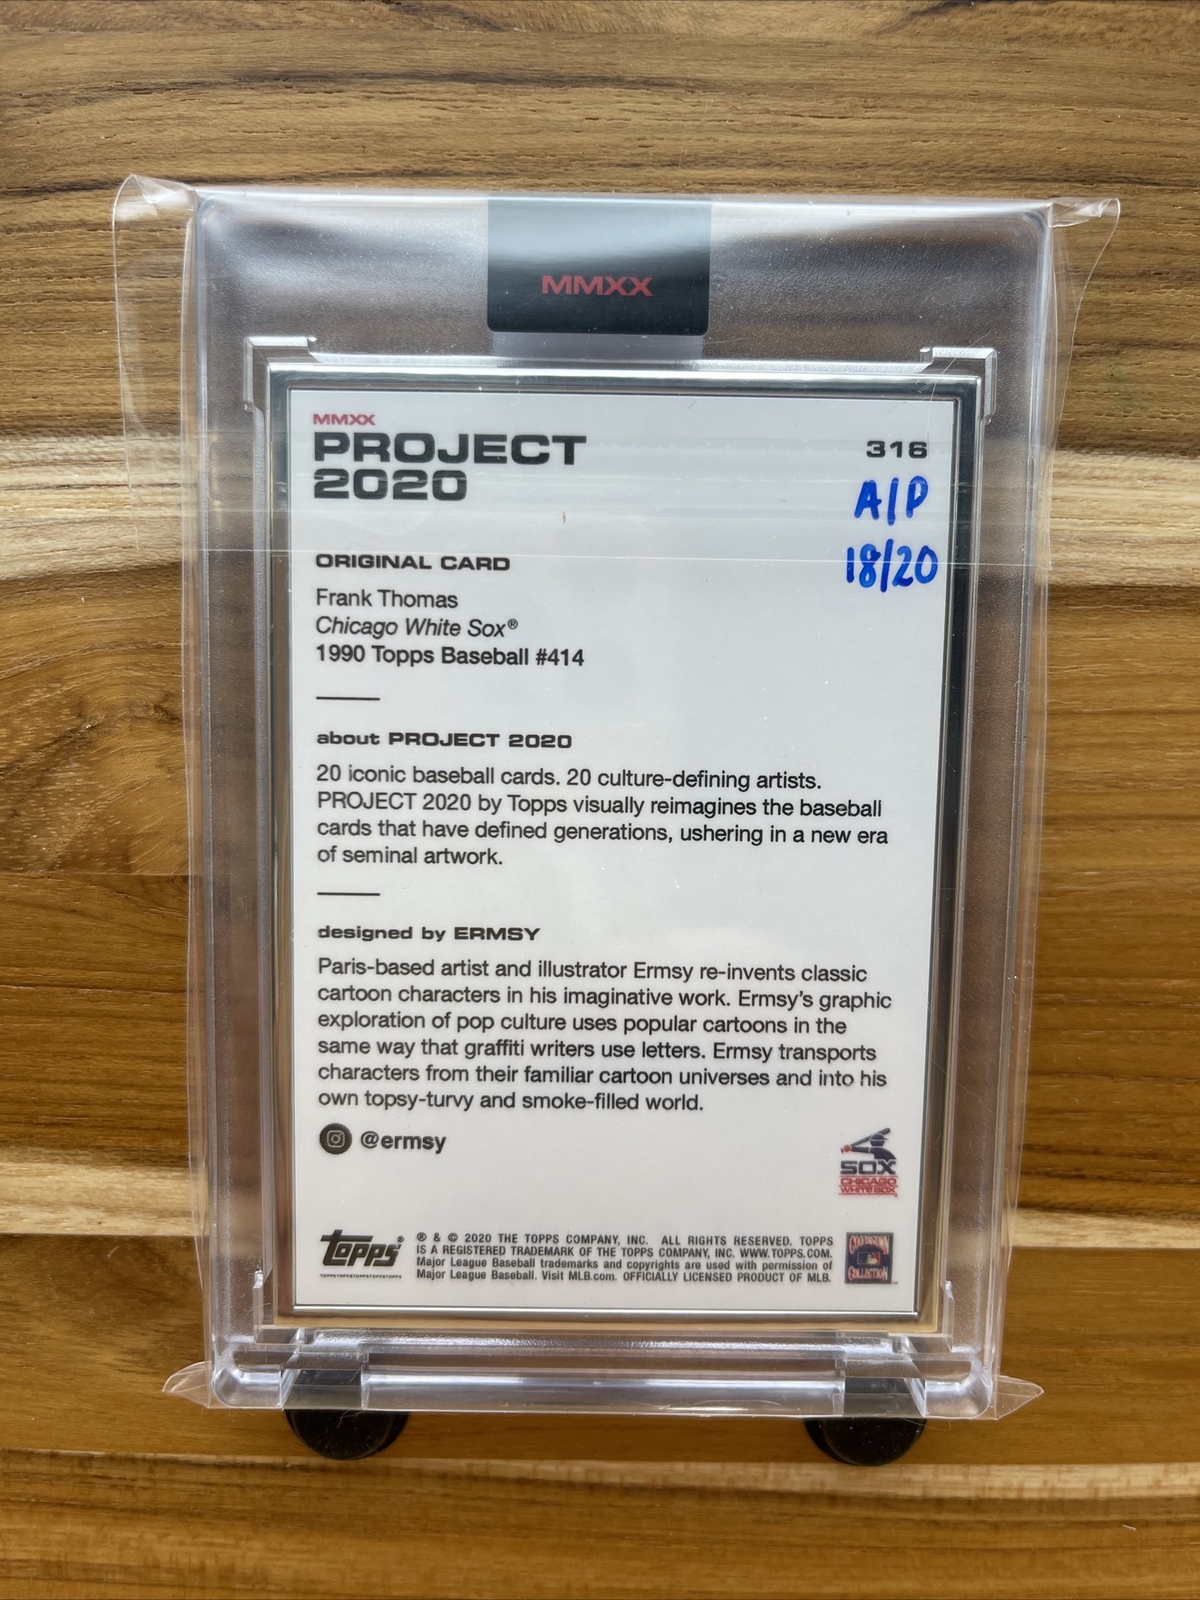 MMXX
MMXX
PROJECT
2020
316
A/P
18/20
ORIGINAL CARD
Frank Thomas
Chicago White Sox®
1990 Topps Baseball #414
about PROJECT 2020
20 iconic baseball cards. 20 culture-defining artists.
PROJECT 2020 by Topps visually reimagines the baseball
cards that have defined generations, ushering in a new era
of seminal artwork.
designed by ERMSY
Paris-based artist and illustrator Ermsy re-invents classic
cartoon characters in his imaginative work. Ermsy's graphic
exploration of pop culture uses popular cartoons in the
same way that graffiti writers use letters. Ermsy transports
characters from their familiar cartoon universes and into his
own topsy-turvy and smoke-filled world.
@ermsy
SOX
CHICAGO
WHITE SOX
Topps®
TOPPSTOPPSTOPPSTOPPSTOPPS
® & © 2020 THE TOPPS COMPANY, INC. ALL RIGHTS RESERVED. TOPPS
IS A REGISTERED TRADEMARK OF THE TOPPS COMPANY, INC. WWW.TOPPS.COM.
Major League Baseball trademarks and copyrights are used with permission of
Major League Baseball. Visit MLB.com. OFFICIALLY LICENSED PRODUCT OF MLB.
COOPERSTOWN
COLLECTION